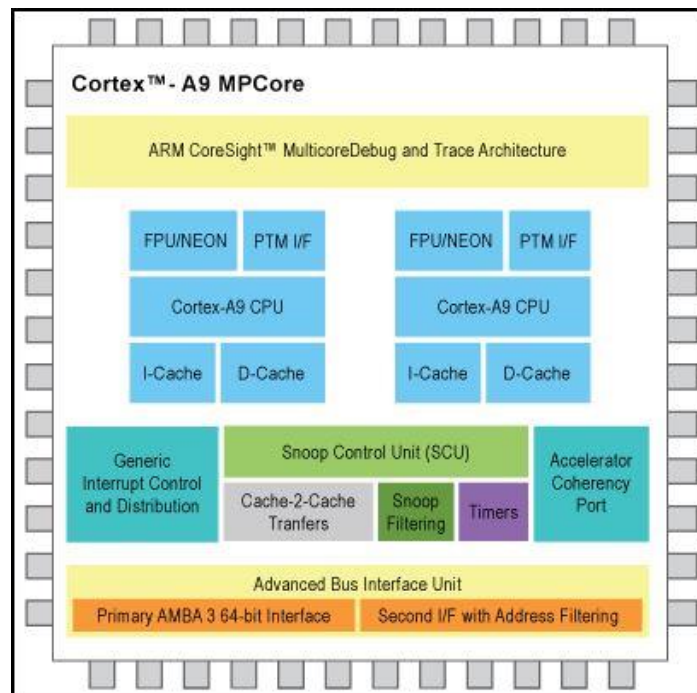 Cortex™- A9 MPCore
ARM CoreSight™ MulticoreDebug and Trace Architecture
FPU/NEON
PTM I/F
FPU/NEON
PTM I/F
Cortex-A9 CPU
Cortex-A9 CPU
I-Cache
D-Cache
I-Cache
D-Cache
Generic
Interrupt Control
and Distribution
Snoop Control Unit (SCU)
Cache-2-Cache
Tranfers
Snoop
Filtering
Timers
Accelerator
Coherency
Port
Advanced Bus Interface Unit
Primary AMBA 3 64-bit Interface
Second I/F with Address Filtering